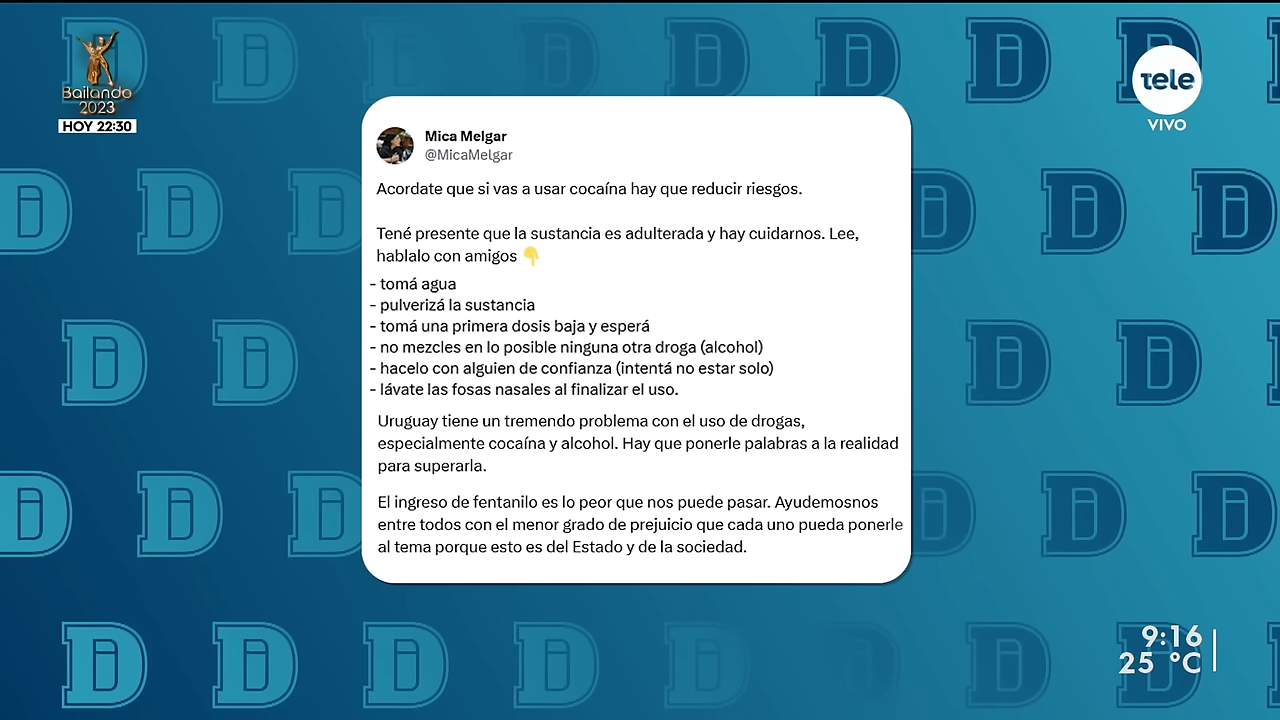 Bailando
2023
HOY 22:30
tele
VIVO
Mica Melgar
@MicaMelgar
Acordate que si vas a usar cocaína hay que reducir riesgos.
Tené presente que la sustancia es adulterada y hay cuidarnos. Lee,
hablalo con amigos 👇
- tomá agua
- pulverizá la sustancia
- tomá una primera dosis baja y esperá
- no mezcles en lo posible ninguna otra droga (alcohol)
- hacelo con alguien de confianza (intentá no estar solo)
- lávate las fosas nasales al finalizar el uso.
Uruguay tiene un tremendo problema con el uso de drogas,
especialmente cocaína y alcohol. Hay que ponerle palabras a la realidad
para superarla.
El ingreso de fentanilo es lo peor que nos puede pasar. Ayudemosnos
entre todos con el menor grado de prejuicio que cada uno pueda ponerle
al tema porque esto es del Estado y de la sociedad.
9:16
25 °C